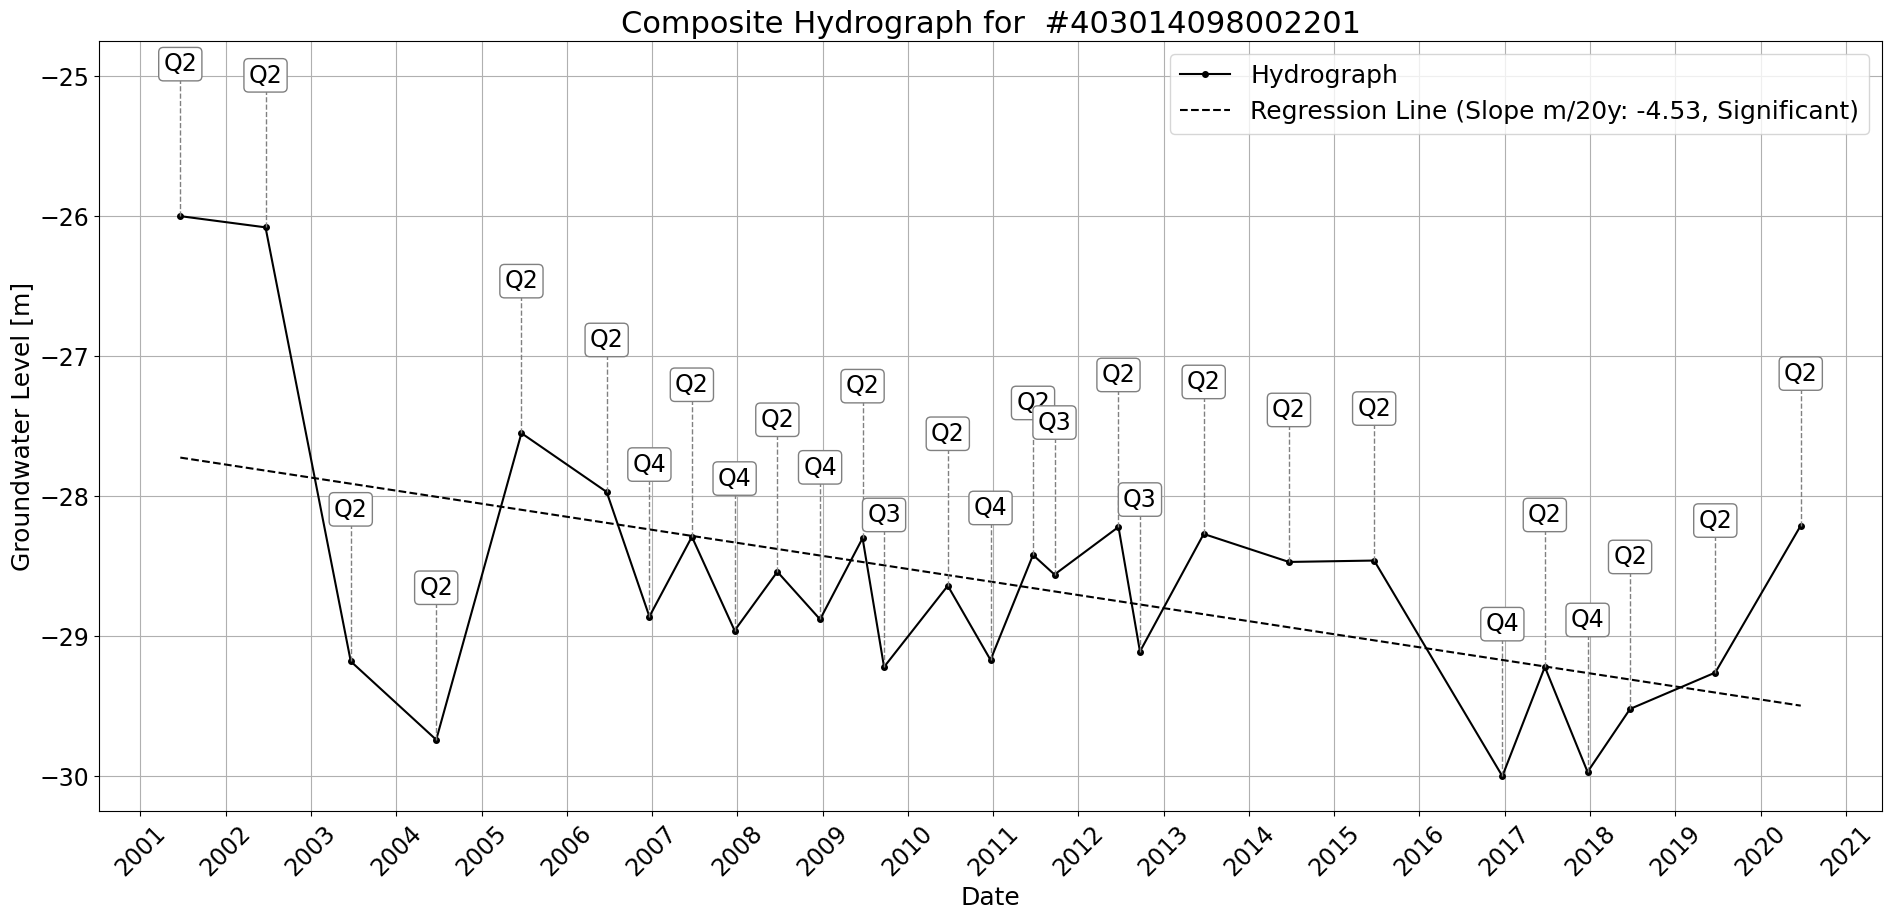 Composite Hydrograph for  #403014098002201
Hydrograph
Regression Line (Slope m/20y: -4.53, Significant)
Groundwater Level [m]
−25
−26
−27
−28
−29
−30
Q2
Q2
Q2
Q2
Q2
Q2
Q4
Q2
Q4
Q2
Q4
Q2
Q3
Q2
Q4
Q2
Q3
Q2
Q3
Q2
Q2
Q2
Q4
Q2
Q4
Q2
Q2
Q2
2001
2002
2003
2004
2005
2006
2007
2008
2009
2010
2011
2012
2013
2014
2015
2016
2017
2018
2019
2020
2021
Date